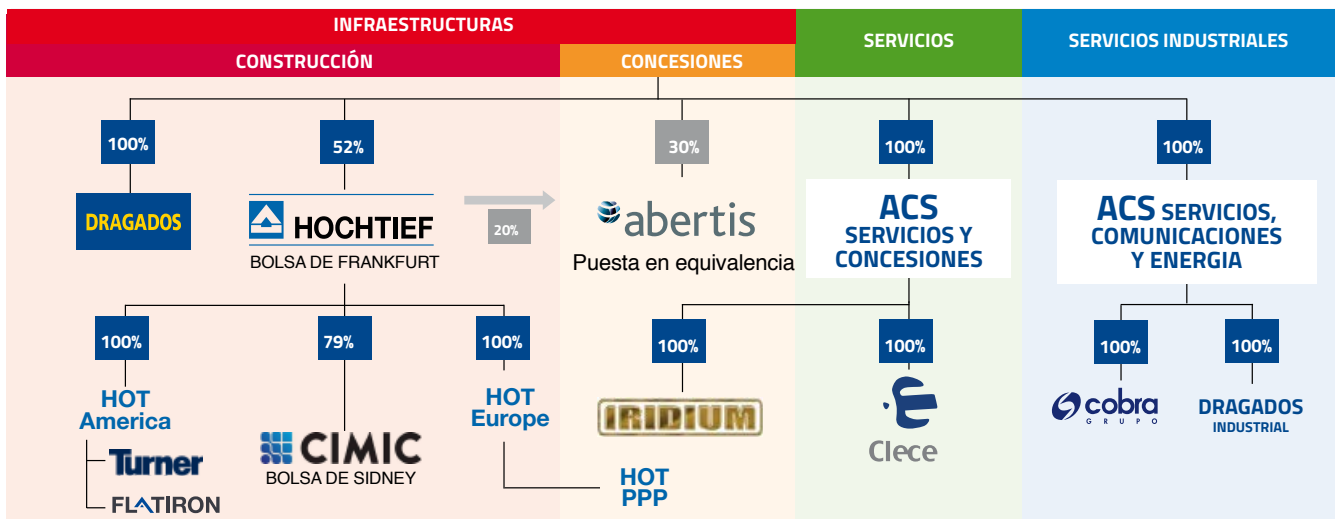 INFRAESTRUCTURAS
SERVICIOS
SERVICIOS INDUSTRIALES
CONSTRUCCIÓN
CONCESIONES
100%
52%
30%
100%
100%
DRAGADOS
HOCHTIEF
BOLSA DE FRANKFURT
20%
abertis
Puesta en equivalencia
ACS
SERVICIOS Y
CONCESIONES
ACS SERVICIOS,
COMUNICACIONES
Y ENERGIA
100%
79%
100%
100%
100%
100%
100%
HOT
America
Turner
FLATIRON
CIMIC
BOLSA DE SIDNEY
HOT
Europe
IRIDIUM
HOT
PPP
Clece
cobra
GRUPO
DRAGADOS
INDUSTRIAL